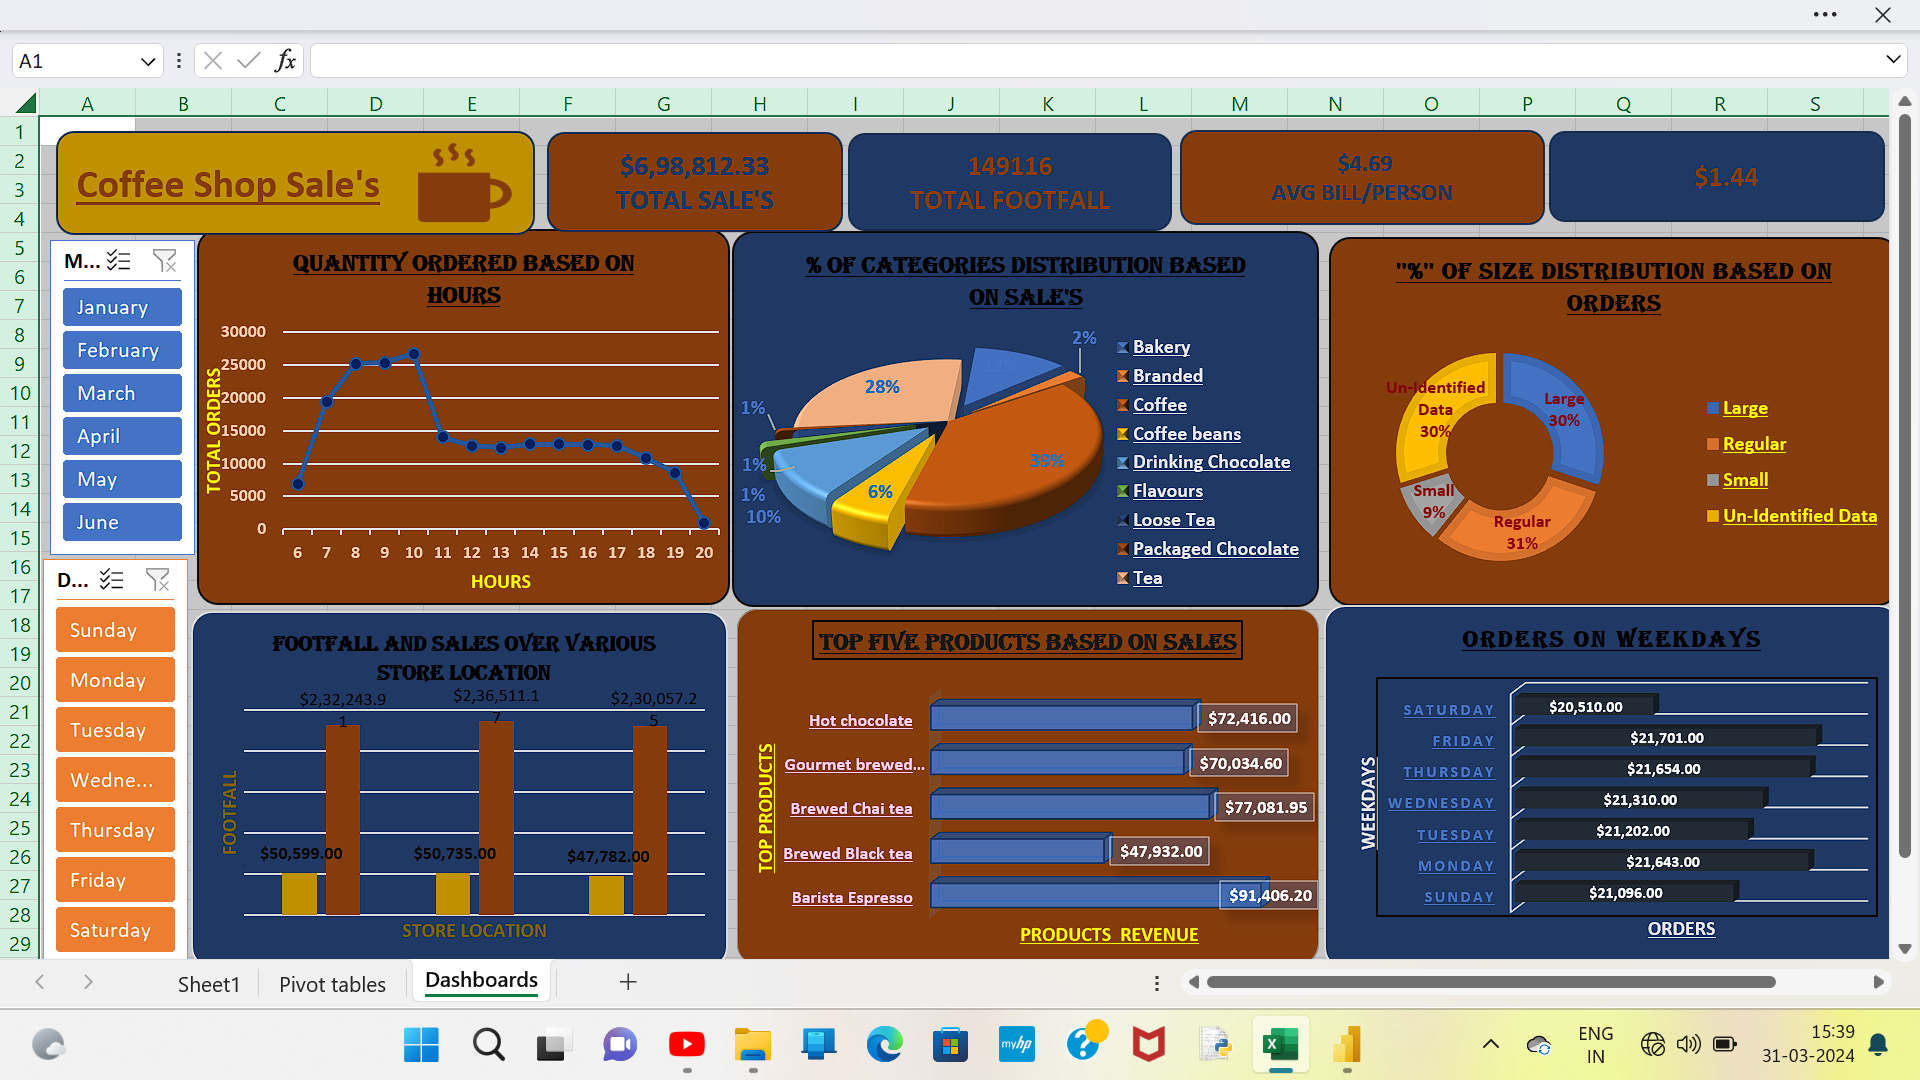 A1
fx
A B C D E F G H I J K L M N O P Q R S
1
2
3
4
5
6
7
8
9
10
11
12
13
14
15
16
17
18
19
20
21
22
23
24
25
26
27
28
29
Coffee Shop Sale's
$6,98,812.33
TOTAL SALE'S
149116
TOTAL FOOTFALL
$4.69
AVG BILL/PERSON
$1.44
M...
January
February
March
April
May
June
D...
Sunday
Monday
Tuesday
Wedne...
Thursday
Friday
Saturday
QUANTITY ORDERED BASED ON
HOURS
TOTAL ORDERS
30000
25000
20000
15000
10000
5000
0
6 7 8 9 10 11 12 13 14 15 16 17 18 19 20
HOURS
% OF CATEGORIES DISTRIBUTION BASED
ON SALE'S
12%
2%
39%
6%
10%
1%
1%
1%
28%
Bakery
Branded
Coffee
Coffee beans
Drinking Chocolate
Flavours
Loose Tea
Packaged Chocolate
Tea
"%" OF SIZE DISTRIBUTION BASED ON
ORDERS
Un-Identified
Data
30%
Large
30%
Small
9%
Regular
31%
Large
Regular
Small
Un-Identified Data
FOOTFALL AND SALES OVER VARIOUS
STORE LOCATION
$2,32,243.9
1
$2,36,511.1
7
$2,30,057.2
5
FOOTFALL
$50,599.00
$50,735.00
$47,782.00
STORE LOCATION
TOP FIVE PRODUCTS BASED ON SALES
TOP PRODUCTS
Hot chocolate $72,416.00
Gourmet brewed... $70,034.60
Brewed Chai tea $77,081.95
Brewed Black tea $47,932.00
Barista Espresso $91,406.20
PRODUCTS REVENUE
ORDERS ON WEEKDAYS
WEEKDAYS
SATURDAY $20,510.00
FRIDAY $21,701.00
THURSDAY $21,654.00
WEDNESDAY $21,310.00
TUESDAY $21,202.00
MONDAY $21,643.00
SUNDAY $21,096.00
ORDERS
Sheet1 Pivot tables Dashboards
myhp
ENG
IN
15:39
31-03-2024